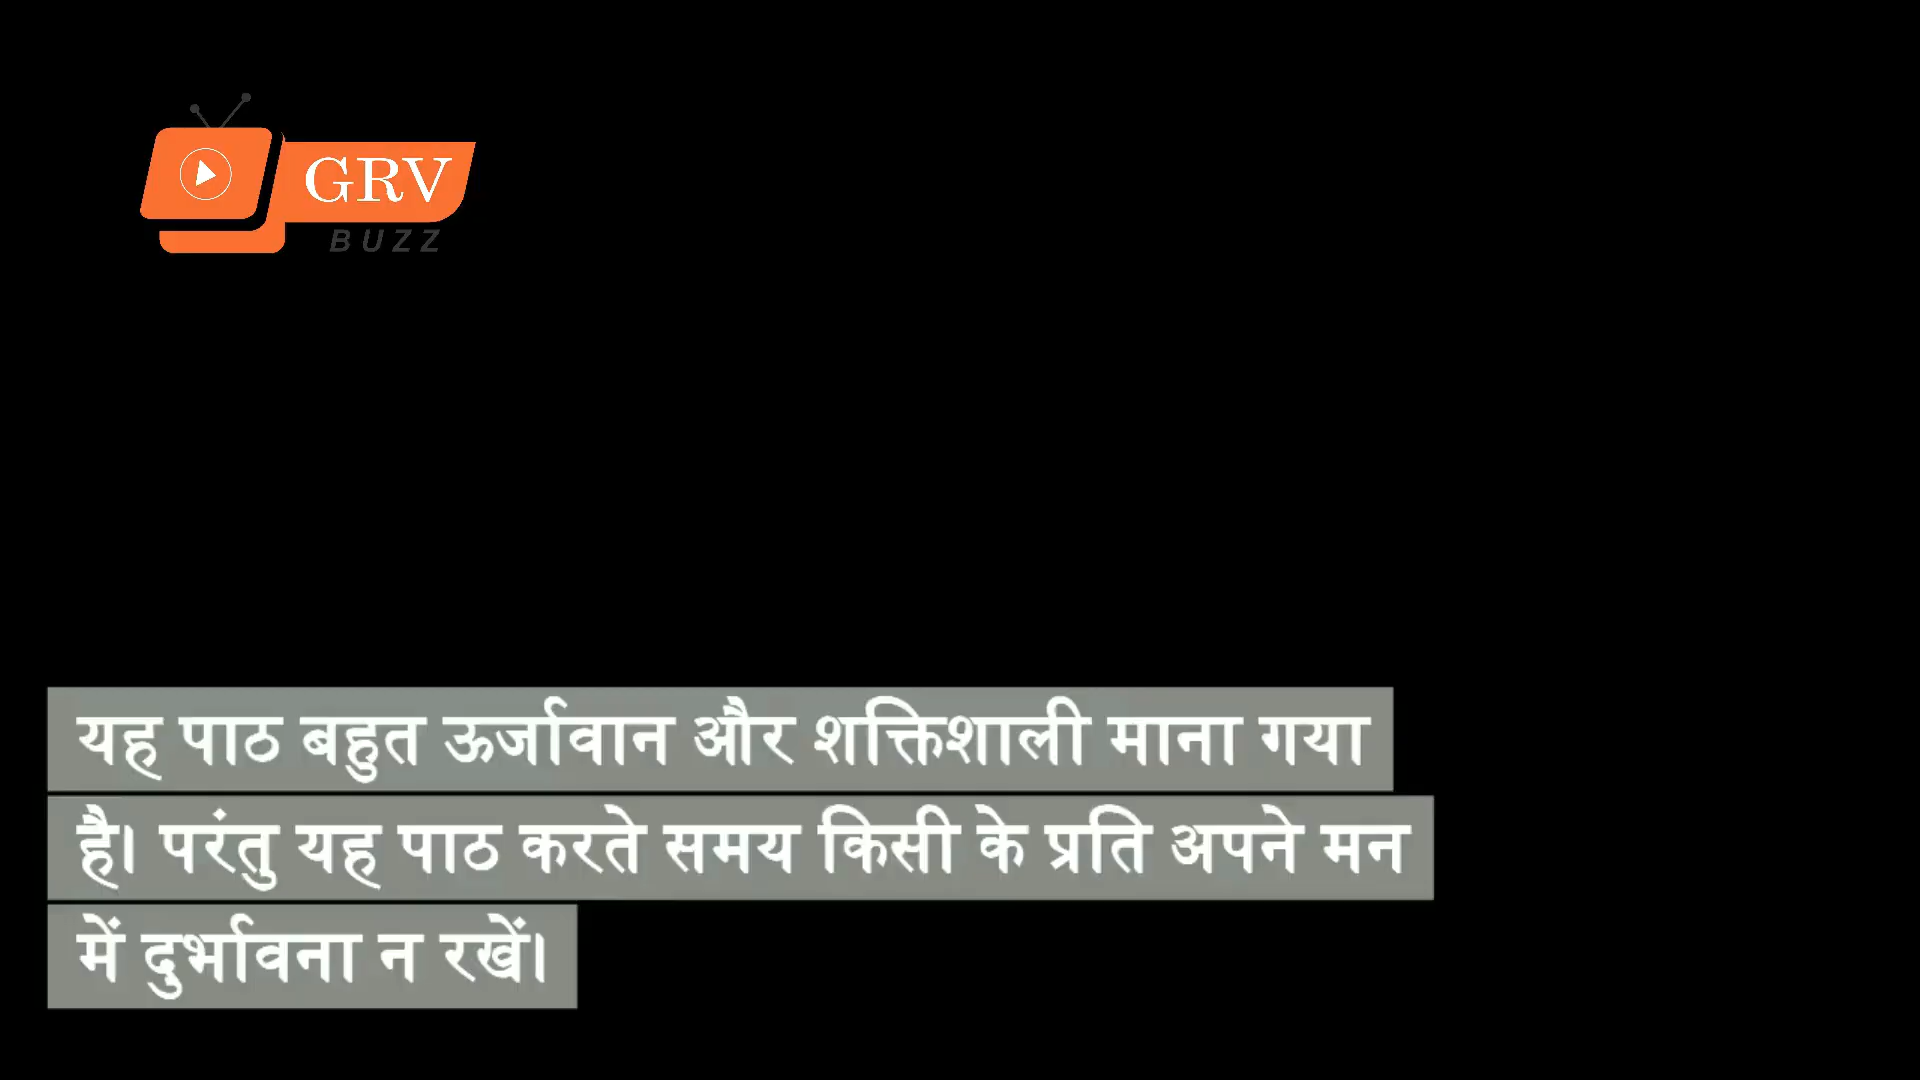 GRV
BUZZ
यह पाठ बहुत ऊर्जावान और शक्तिशाली माना गया
है। परंतु यह पाठ करते समय किसी के प्रति अपने मन
में दुर्भावना न रखें।